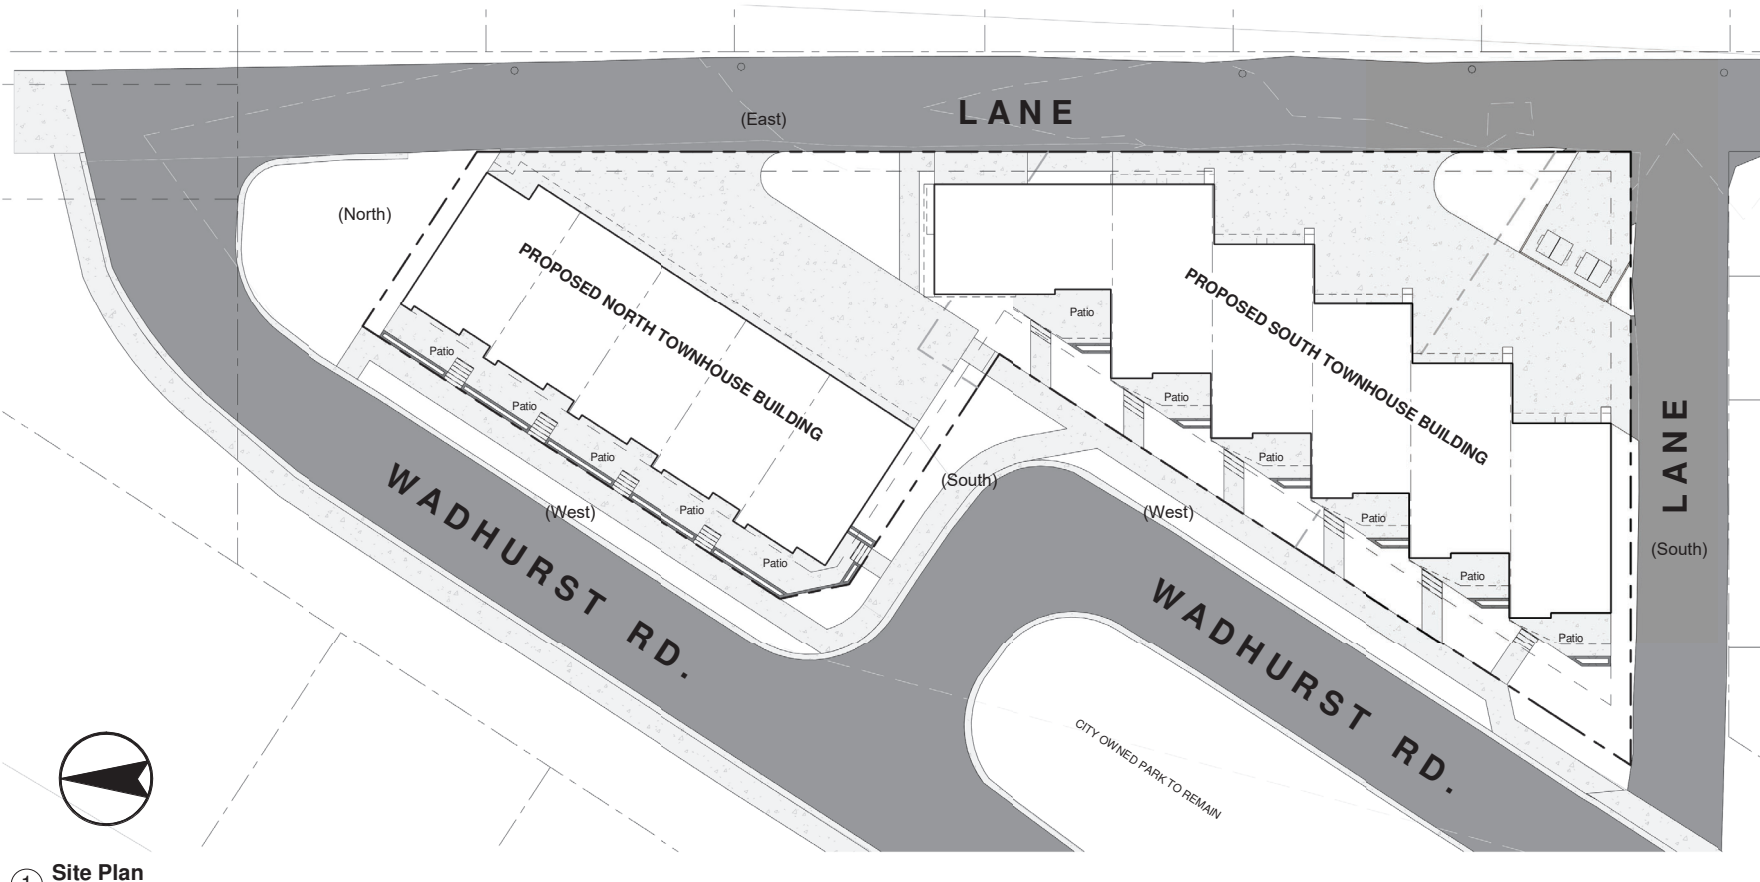 LANE
(East)
(North)
PROPOSED NORTH TOWNHOUSE BUILDING
PROPOSED SOUTH TOWNHOUSE BUILDING
Patio
Patio
Patio
Patio
Patio
Patio
Patio
Patio
Patio
Patio
Patio
LANE
(South)
(South)
(West)
(West)
WADHURST RD.
WADHURST RD.
CITY OWNED PARK TO REMAIN
1
Site Plan